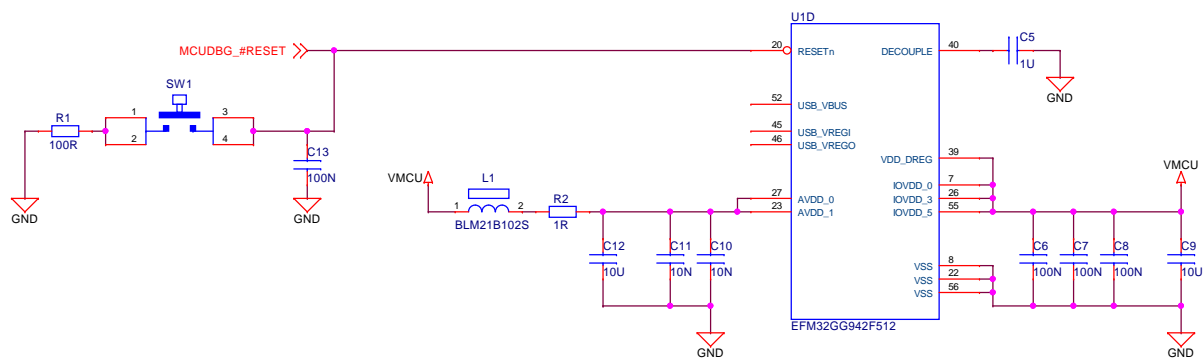 U1D
MCUDBG_#RESET
20
RESETn
DECOUPLE
40
C5
1U
GND
SW1
1
2
3
4
R1
100R
GND
C13
100N
GND
52
USB_VBUS
45
USB_VREGI
46
USB_VREGO
VDD_DREG
39
IOVDD_0
7
IOVDD_3
26
IOVDD_5
55
VMCU
VMCU
L1
1
2
BLM21B102S
R2
1R
27
AVDD_0
23
AVDD_1
C12
10U
C11
10N
C10
10N
GND
VSS
8
VSS
22
VSS
56
C6
100N
C7
100N
C8
100N
C9
10U
GND
EFM32GG942F512